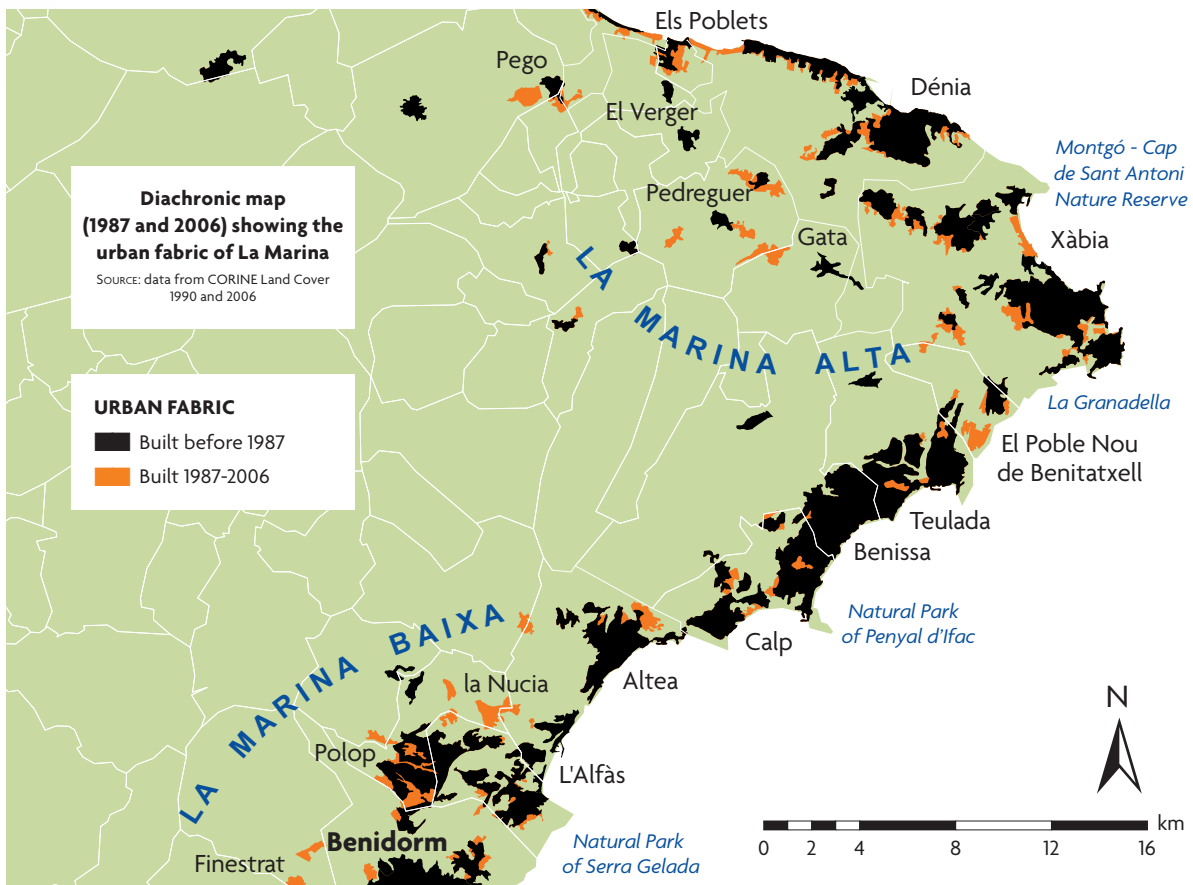 Els Poblets
Pego
Dénia
El Verger
Montgó - Cap
de Sant Antoni
Nature Reserve
Diachronic map
(1987 and 2006) showing the
urban fabric of La Marina
SOURCE: data from CORINE Land Cover
1990 and 2006
Pedreguer
Xàbia
Gata
LA MARINA ALTA
URBAN FABRIC
Built before 1987
Built 1987-2006
La Granadella
El Poble Nou
de Benitatxell
Teulada
Benissa
Natural Park
of Penyal d'Ifac
Calp
LA MARINA BAIXA
Altea
la Nucia
N
Polop
L'Alfàs
km
0 2 4 8 12 16
Benidorm
Natural Park
of Serra Gelada
Finestrat